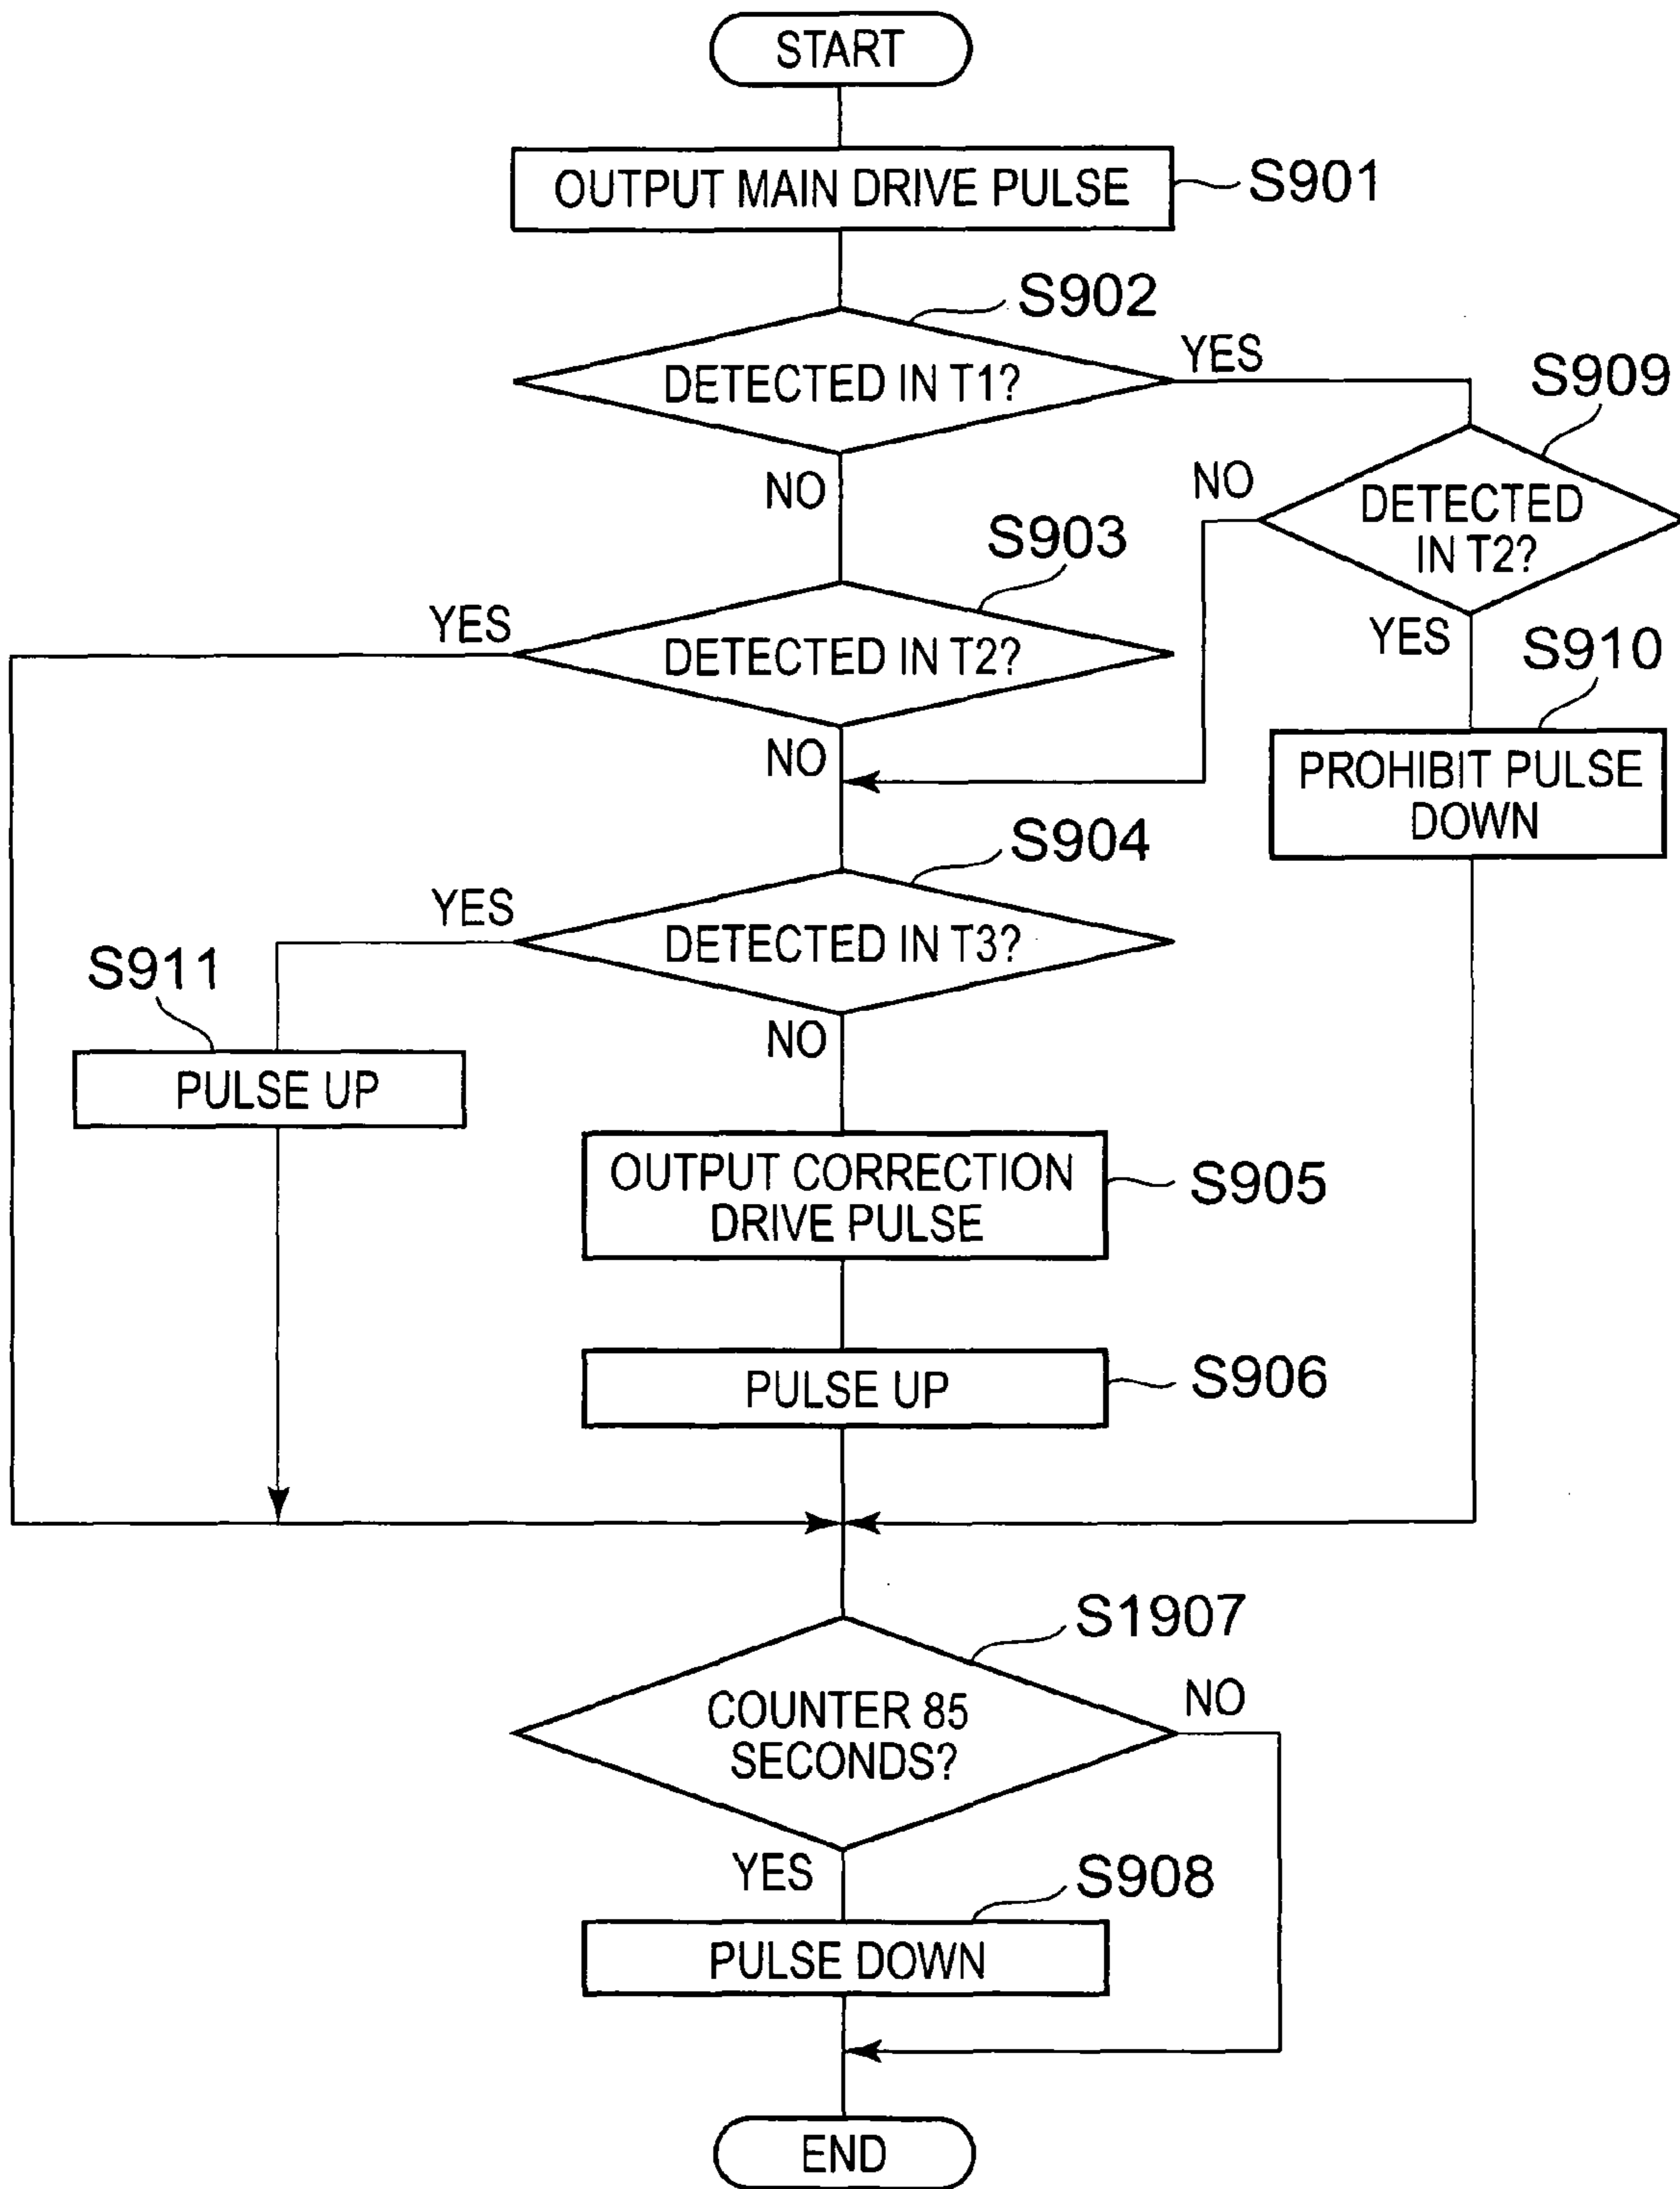 START
OUTPUT MAIN DRIVE PULSE
S901
S902
DETECTED IN T1?
YES
NO
S909
DETECTED
IN T2?
NO
YES
S903
DETECTED IN T2?
YES
NO
S910
PROHIBIT PULSE
DOWN
S904
DETECTED IN T3?
YES
NO
S911
PULSE UP
OUTPUT CORRECTION
DRIVE PULSE
S905
PULSE UP
S906
S1907
COUNTER 85
SECONDS?
NO
YES
S908
PULSE DOWN
END